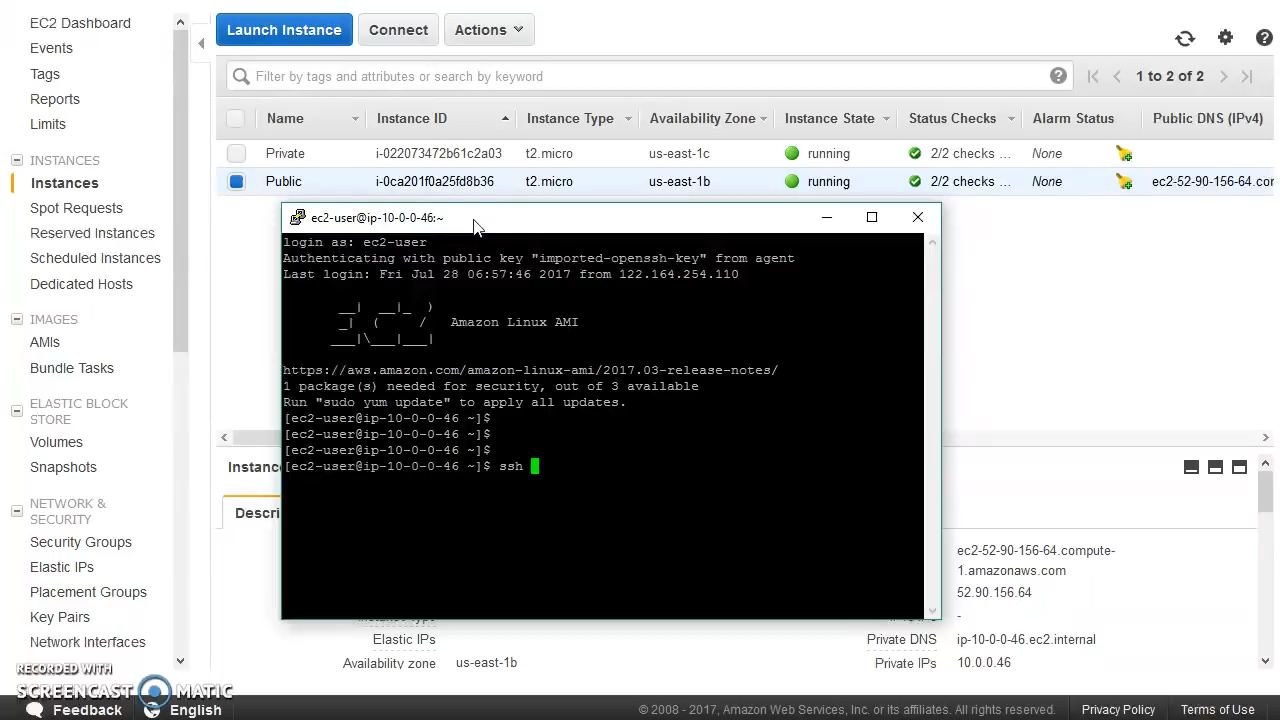 EC2 Dashboard
Events
Tags
Reports
Limits
INSTANCES
Instances
Spot Requests
Reserved Instances
Scheduled Instances
Dedicated Hosts
IMAGES
AMIs
Bundle Tasks
ELASTIC BLOCK
STORE
Volumes
Snapshots
NETWORK &
SECURITY
Security Groups
Elastic IPs
Placement Groups
Key Pairs
Network Interfaces
Launch Instance Connect Actions
Filter by tags and attributes or search by keyword
1 to 2 of 2
Name Instance ID Instance Type Availability Zone Instance State Status Checks Alarm Status Public DNS (IPv4)
Private i-022073472b61c2a03 t2.micro us-east-1c running 2/2 checks ... None
Public i-0ca201f0a25fd8b36 t2.micro us-east-1b running 2/2 checks ... None ec2-52-90-156-64.co
ec2-user@ip-10-0-0-46:~
login as: ec2-user
Authenticating with public key "imported-openssh-key" from agent
Last login: Fri Jul 28 06:57:46 2017 from 122.164.254.110
__|  __|_  )
_|  (     /   Amazon Linux AMI
___|\___|___|
https://aws.amazon.com/amazon-linux-ami/2017.03-release-notes/
1 package(s) needed for security, out of 3 available
Run "sudo yum update" to apply all updates.
[ec2-user@ip-10-0-0-46 ~]$
[ec2-user@ip-10-0-0-46 ~]$
[ec2-user@ip-10-0-0-46 ~]$
[ec2-user@ip-10-0-0-46 ~]$ ssh
Instanc
Descri
ec2-52-90-156-64.compute-
1.amazonaws.com
52.90.156.64
-
Elastic IPs
Private DNS ip-10-0-0-46.ec2.internal
Availability zone us-east-1b
Private IPs 10.0.0.46
RECORDED WITH
SCREENCAST MATIC
Feedback English
© 2008 - 2017, Amazon Web Services, Inc. or its affiliates. All rights reserved.
Privacy Policy Terms of Use